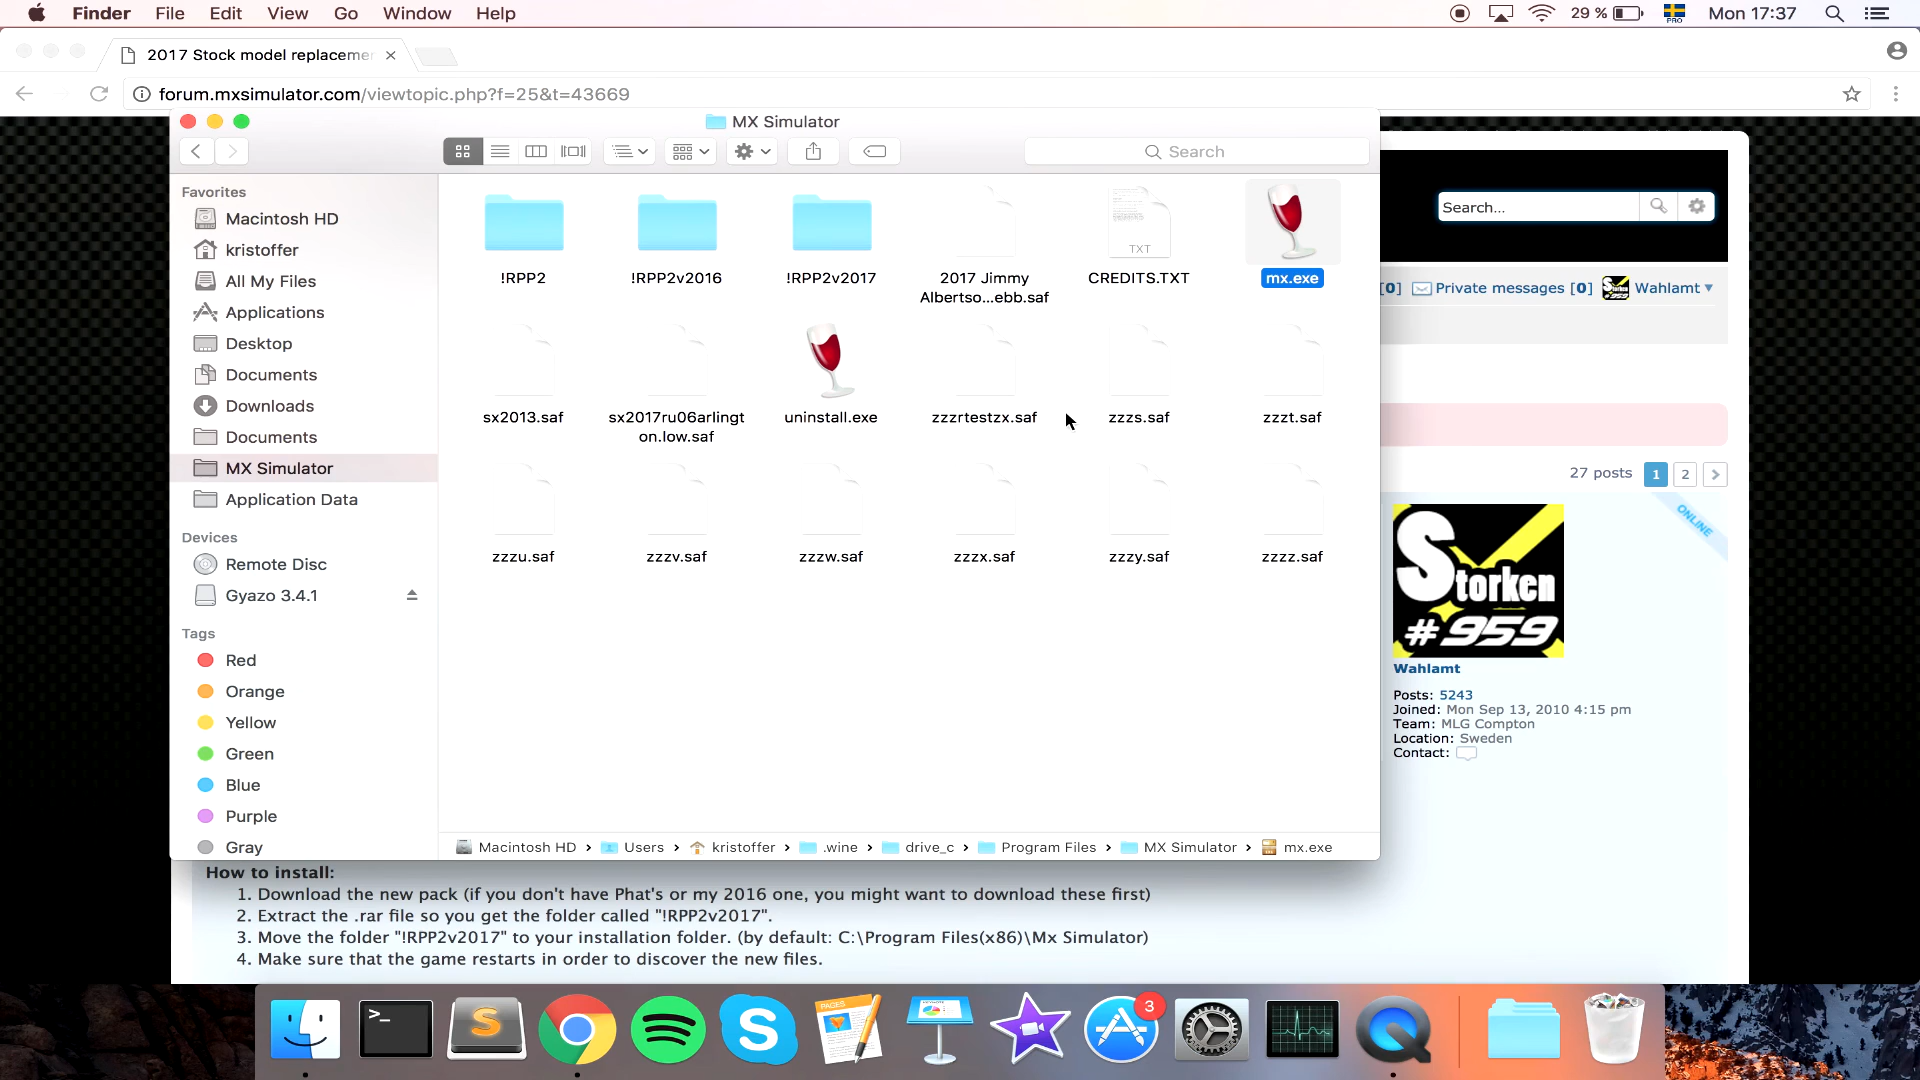 Finder File Edit View Go Window Help
29 % PRO Mon 17:37
2017 Stock model replaceme
forum.mxsimulator.com/viewtopic.php?f=25&t=43669
MX Simulator
Search
Favorites
Macintosh HD
kristoffer
All My Files
Applications
Desktop
Documents
Downloads
Documents
MX Simulator
Application Data
Devices
Remote Disc
Gyazo 3.4.1
Tags
Red
Orange
Yellow
Green
Blue
Purple
Gray
TXT
!RPP2 !RPP2v2016 !RPP2v2017 2017 Jimmy CREDITS.TXT mx.exe
Albertso...ebb.saf
sx2013.saf sx2017ru06arlingt uninstall.exe zzzrtestzx.saf zzzs.saf zzzt.saf
on.low.saf
zzzu.saf zzzv.saf zzzw.saf zzzx.saf zzzy.saf zzzz.saf
Macintosh HD › Users › kristoffer › .wine › drive_c › Program Files › MX Simulator › mx.exe
Search...
[0] Private messages [0] Wahlamt
27 posts 1 2
ONLINE
Storken
#959
Wahlamt
Posts: 5243
Joined: Mon Sep 13, 2010 4:15 pm
Team: MLG Compton
Location: Sweden
Contact:
How to install:
1. Download the new pack (if you don't have Phat's or my 2016 one, you might want to download these first)
2. Extract the .rar file so you get the folder called "!RPP2v2017".
3. Move the folder "!RPP2v2017" to your installation folder. (by default: C:\Program Files(x86)\Mx Simulator)
4. Make sure that the game restarts in order to discover the new files.
>_
S
S
PAGES
KEYNOTE
3